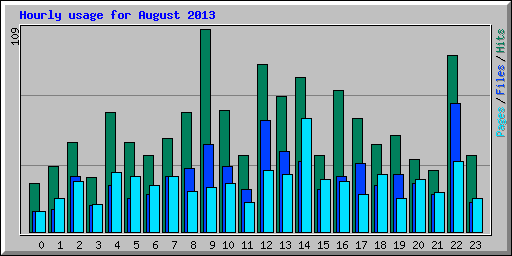 Hourly usage for August 2013
109
Pages / Files / Hits
0 1 2 3 4 5 6 7 8 9 10 11 12 13 14 15 16 17 18 19 20 21 22 23